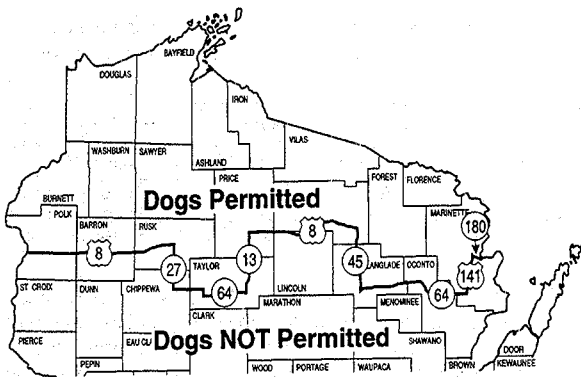 BAYFIELD
DOUGLAS
IRON
VILAS
WASHBURN
SAWYER
ASHLAND
PRICE
FOREST
FLORENCE
BURNETT
Dogs Permitted
MARINETTE
POLK
BARRON
RUSK
180
8
8
13
45
27
TAYLOR
LANGLADE
OCONTO
141
ST CROIX
DUNN
CHIPPEWA
64
LINCOLN
64
MENOMINEE
CLARK
MARATHON
PIERCE
EAU CL
Dogs NOT Permitted
SHAWANO
DOOR
PEPIN
WOOD
PORTAGE
WAUPACA
BROWN
KEWAUNEE